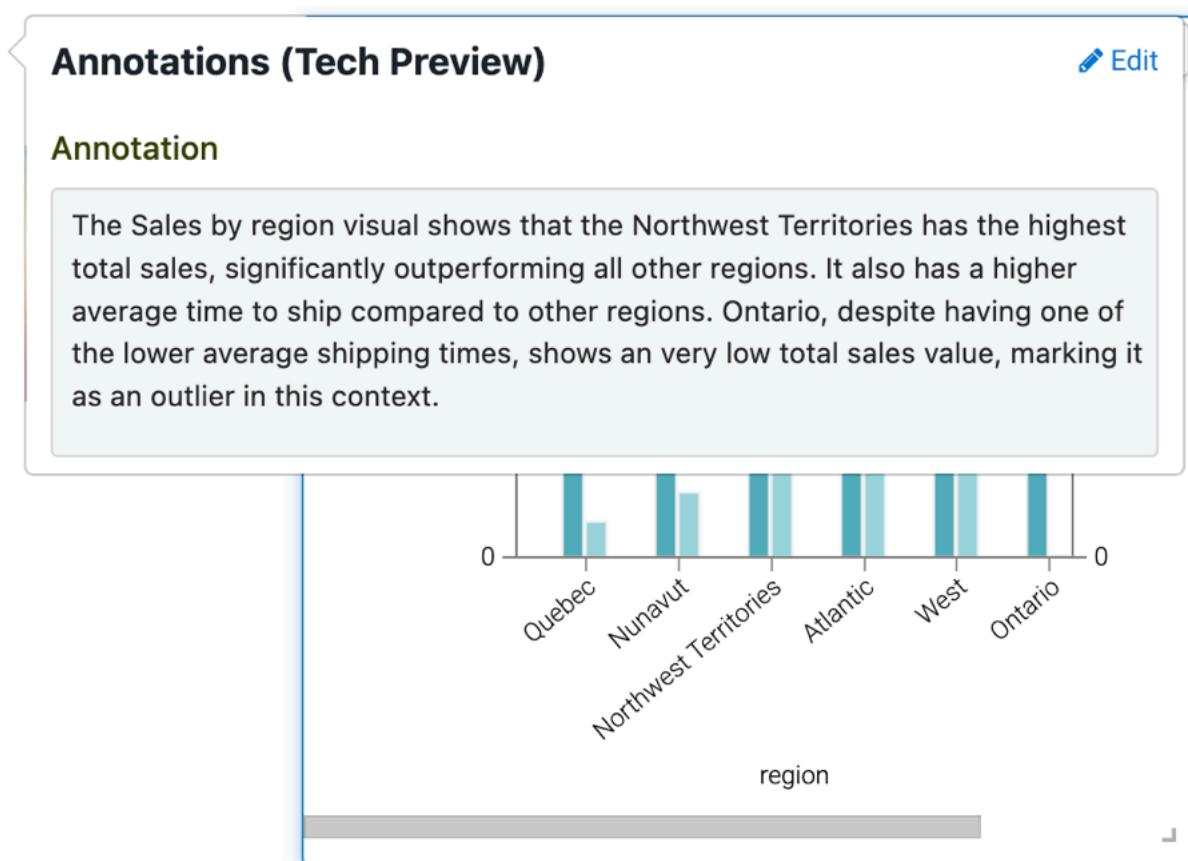 Annotations (Tech Preview)
Edit
Annotation
The Sales by region visual shows that the Northwest Territories has the highest
total sales, significantly outperforming all other regions. It also has a higher
average time to ship compared to other regions. Ontario, despite having one of
the lower average shipping times, shows an very low total sales value, marking it
as an outlier in this context.
0
0
Quebec
Nunavut
Northwest Territories
Atlantic
West
Ontario
region